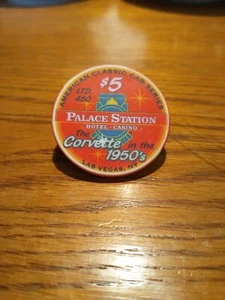 AMERICAN CLASSIC CAR SERIES
$5
LTD.
450
PALACE STATION
HOTEL • CASINO
The
Corvette in the
1950's
LAS VEGAS, NV